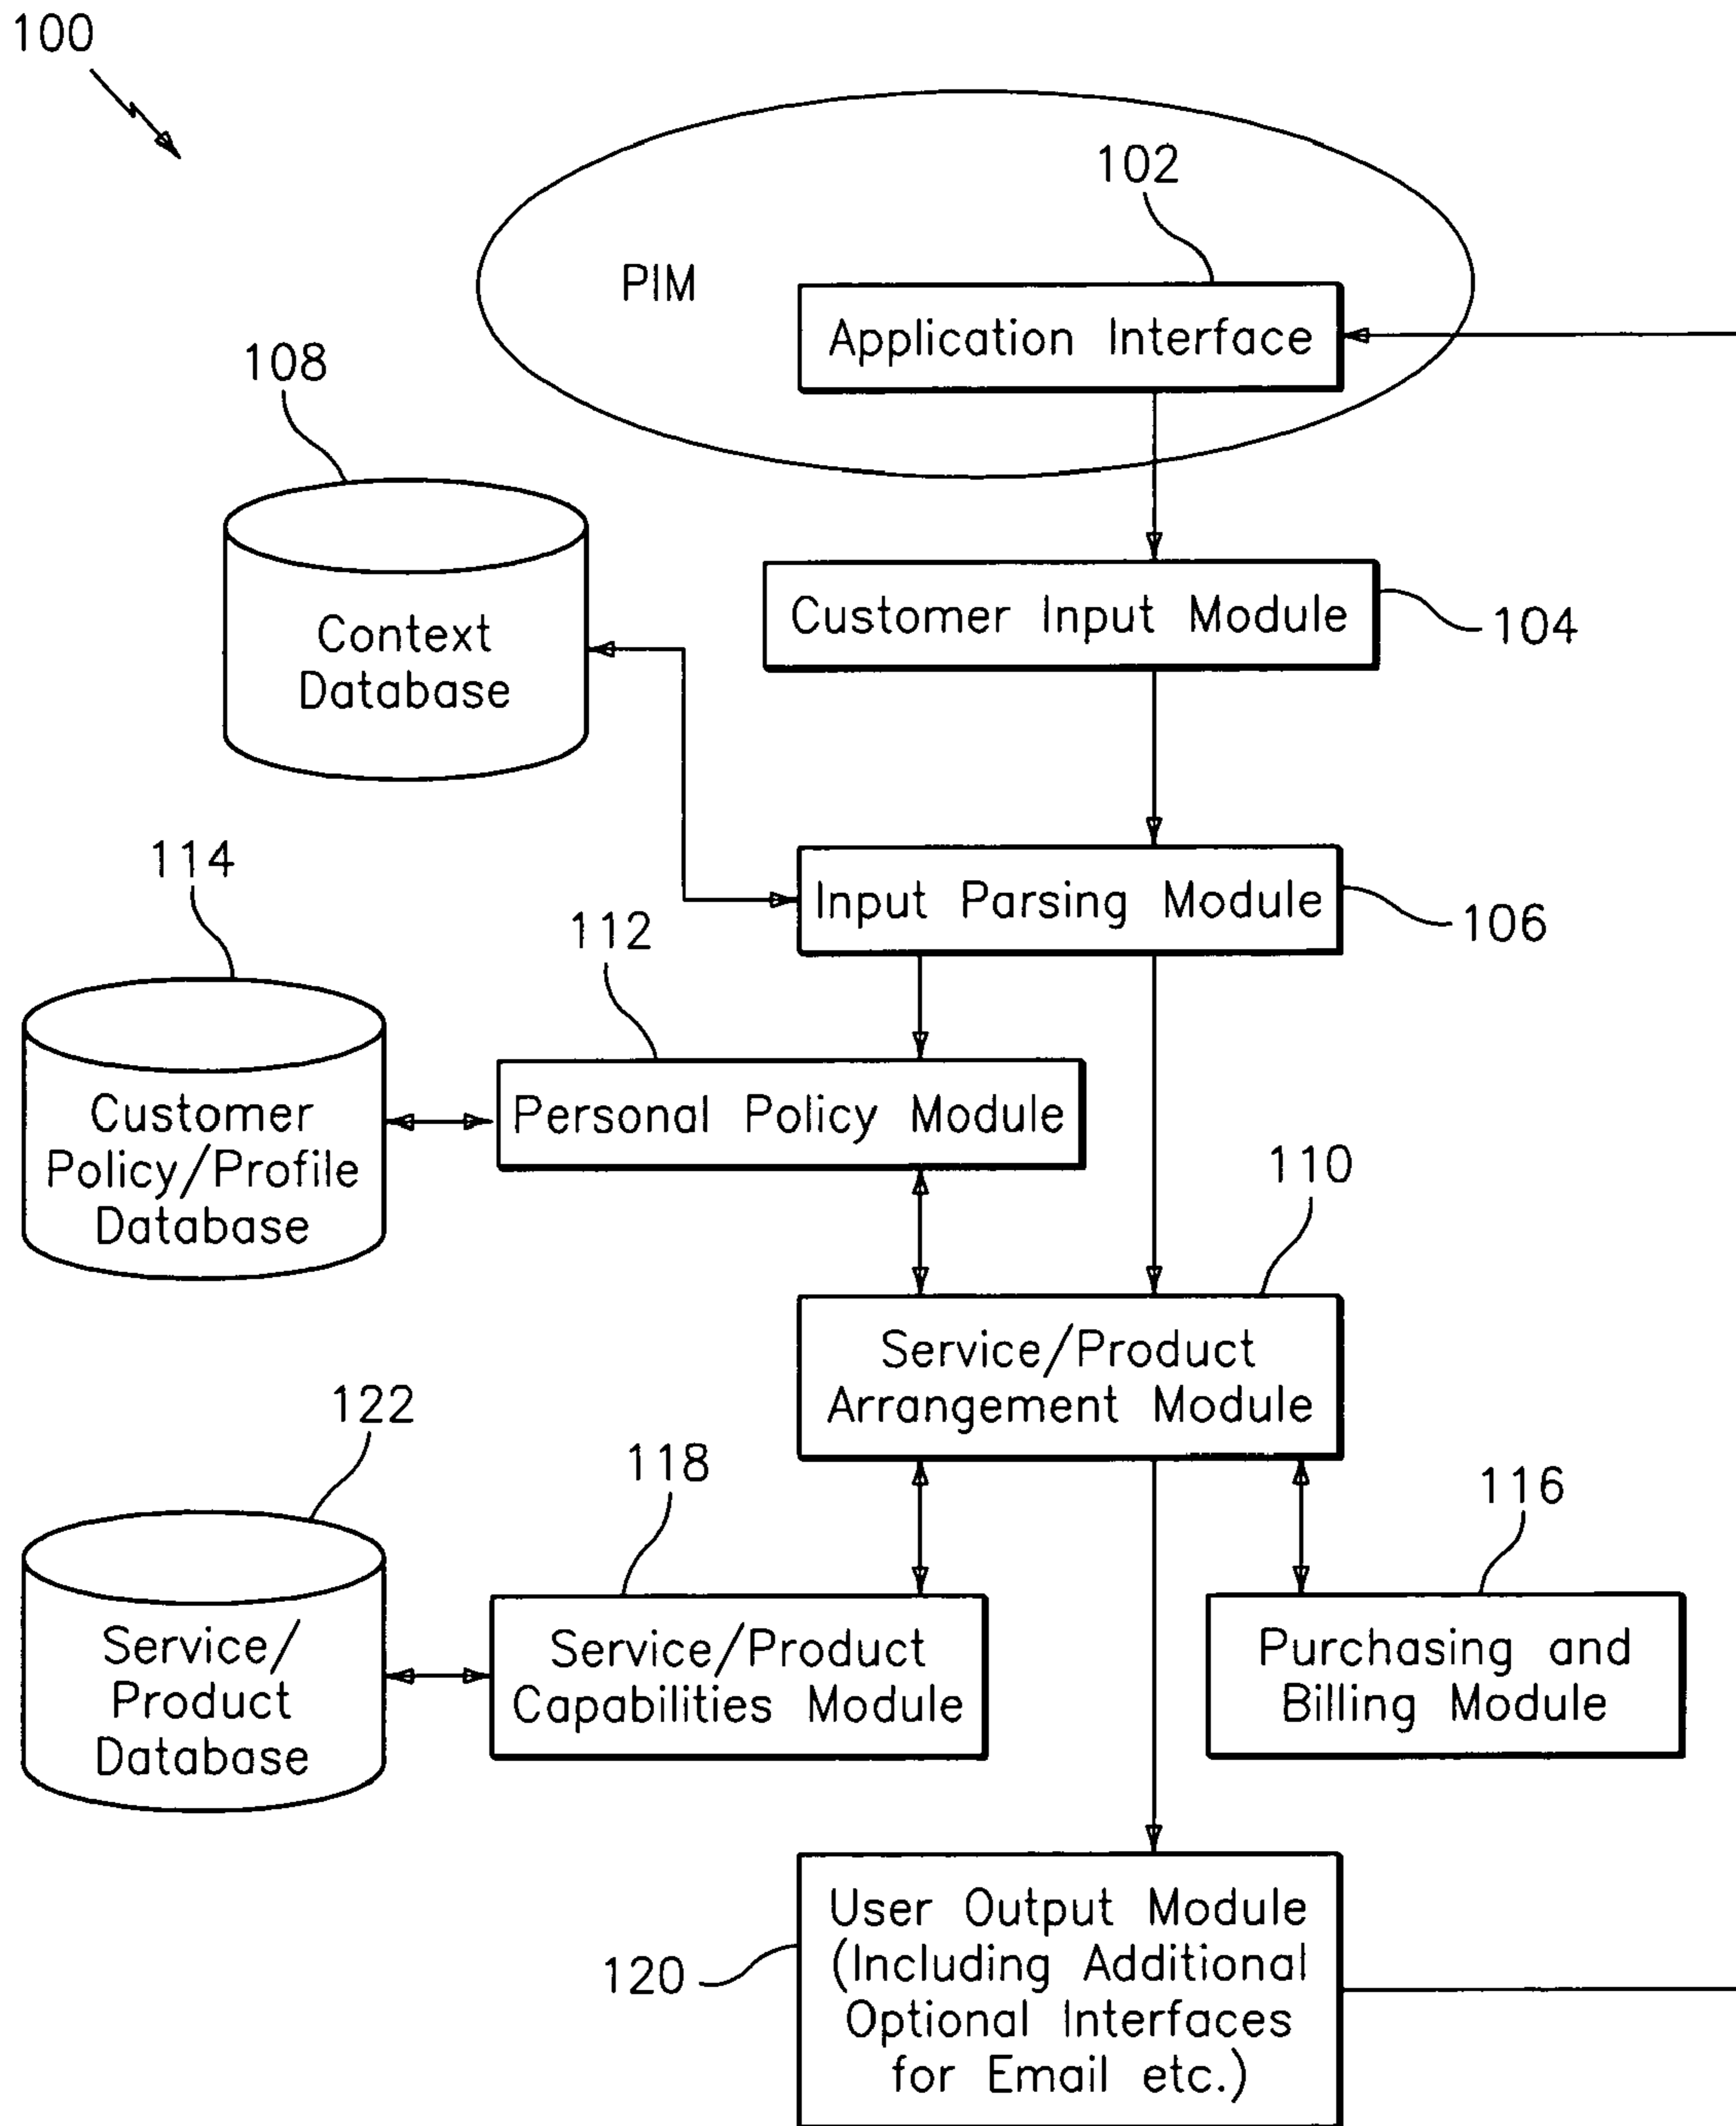 100
102
PIM
Application Interface
108
Customer Input Module
104
Context
Database
114
Input Parsing Module
106
112
Customer
Policy/Profile
Database
Personal Policy Module
110
Service/Product
Arrangement Module
122
118
116
Service/
Product
Database
Service/Product
Capabilities Module
Purchasing and
Billing Module
User Output Module
(Including Additional
Optional Interfaces
for Email etc.)
120